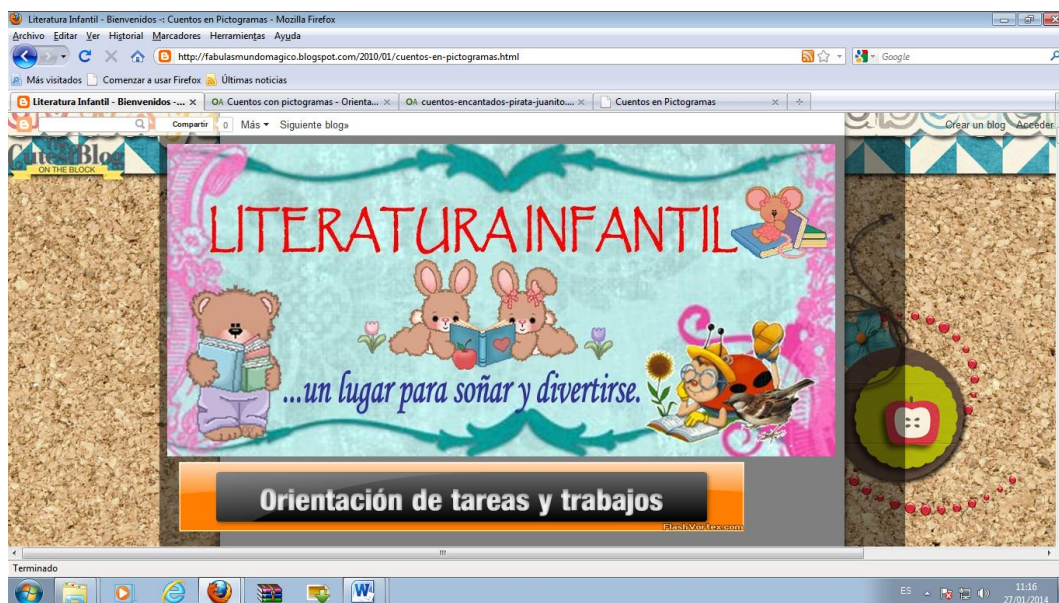 Literatura Infantil - Bienvenidos -: Cuentos en Pictogramas - Mozilla Firefox
Archivo Editar Ver Historial Marcadores Herramientas Ayuda
http://fabulasmundomagico.blogspot.com/2010/01/cuentos-en-pictogramas.html
Google
Más visitados Comenzar a usar Firefox Últimas noticias
Literatura Infantil - Bienvenidos -... OA Cuentos con pictogramas - Orienta... OA cuentos-encantados-pirata-juanito.... Cuentos en Pictogramas
Compartir 0 Más Siguiente blog» Crear un blog Acceder
The
CutestBlog
ON THE BLOCK
LITERATURA INFANTIL
...un lugar para soñar y divertirse.
Orientación de tareas y trabajos
FlashVortex.com
Terminado
ES 11:16
27/01/2014